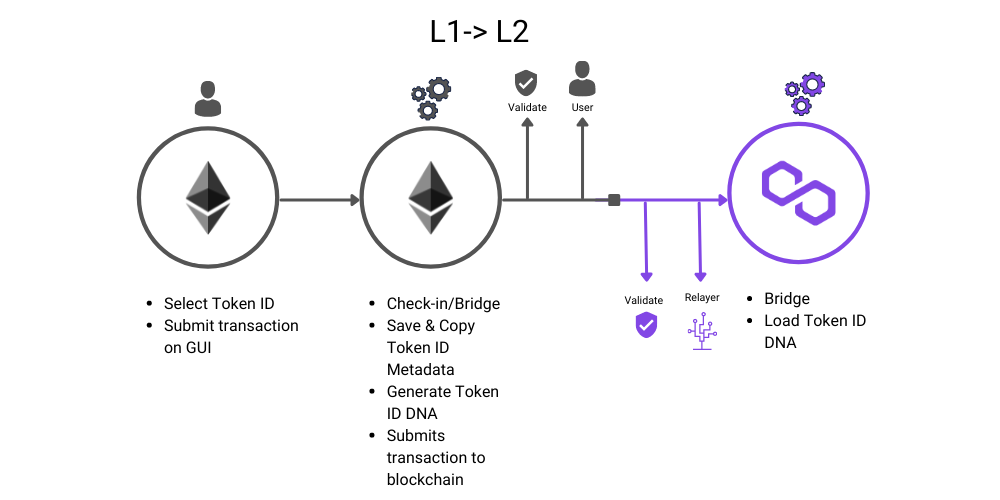 L1-> L2
Validate
User
Validate
Relayer
• Select Token ID
• Submit transaction
on GUI
• Check-in/Bridge
• Save & Copy
Token ID
Metadata
• Generate Token
ID DNA
• Submits
transaction to
blockchain
• Bridge
• Load Token ID
DNA